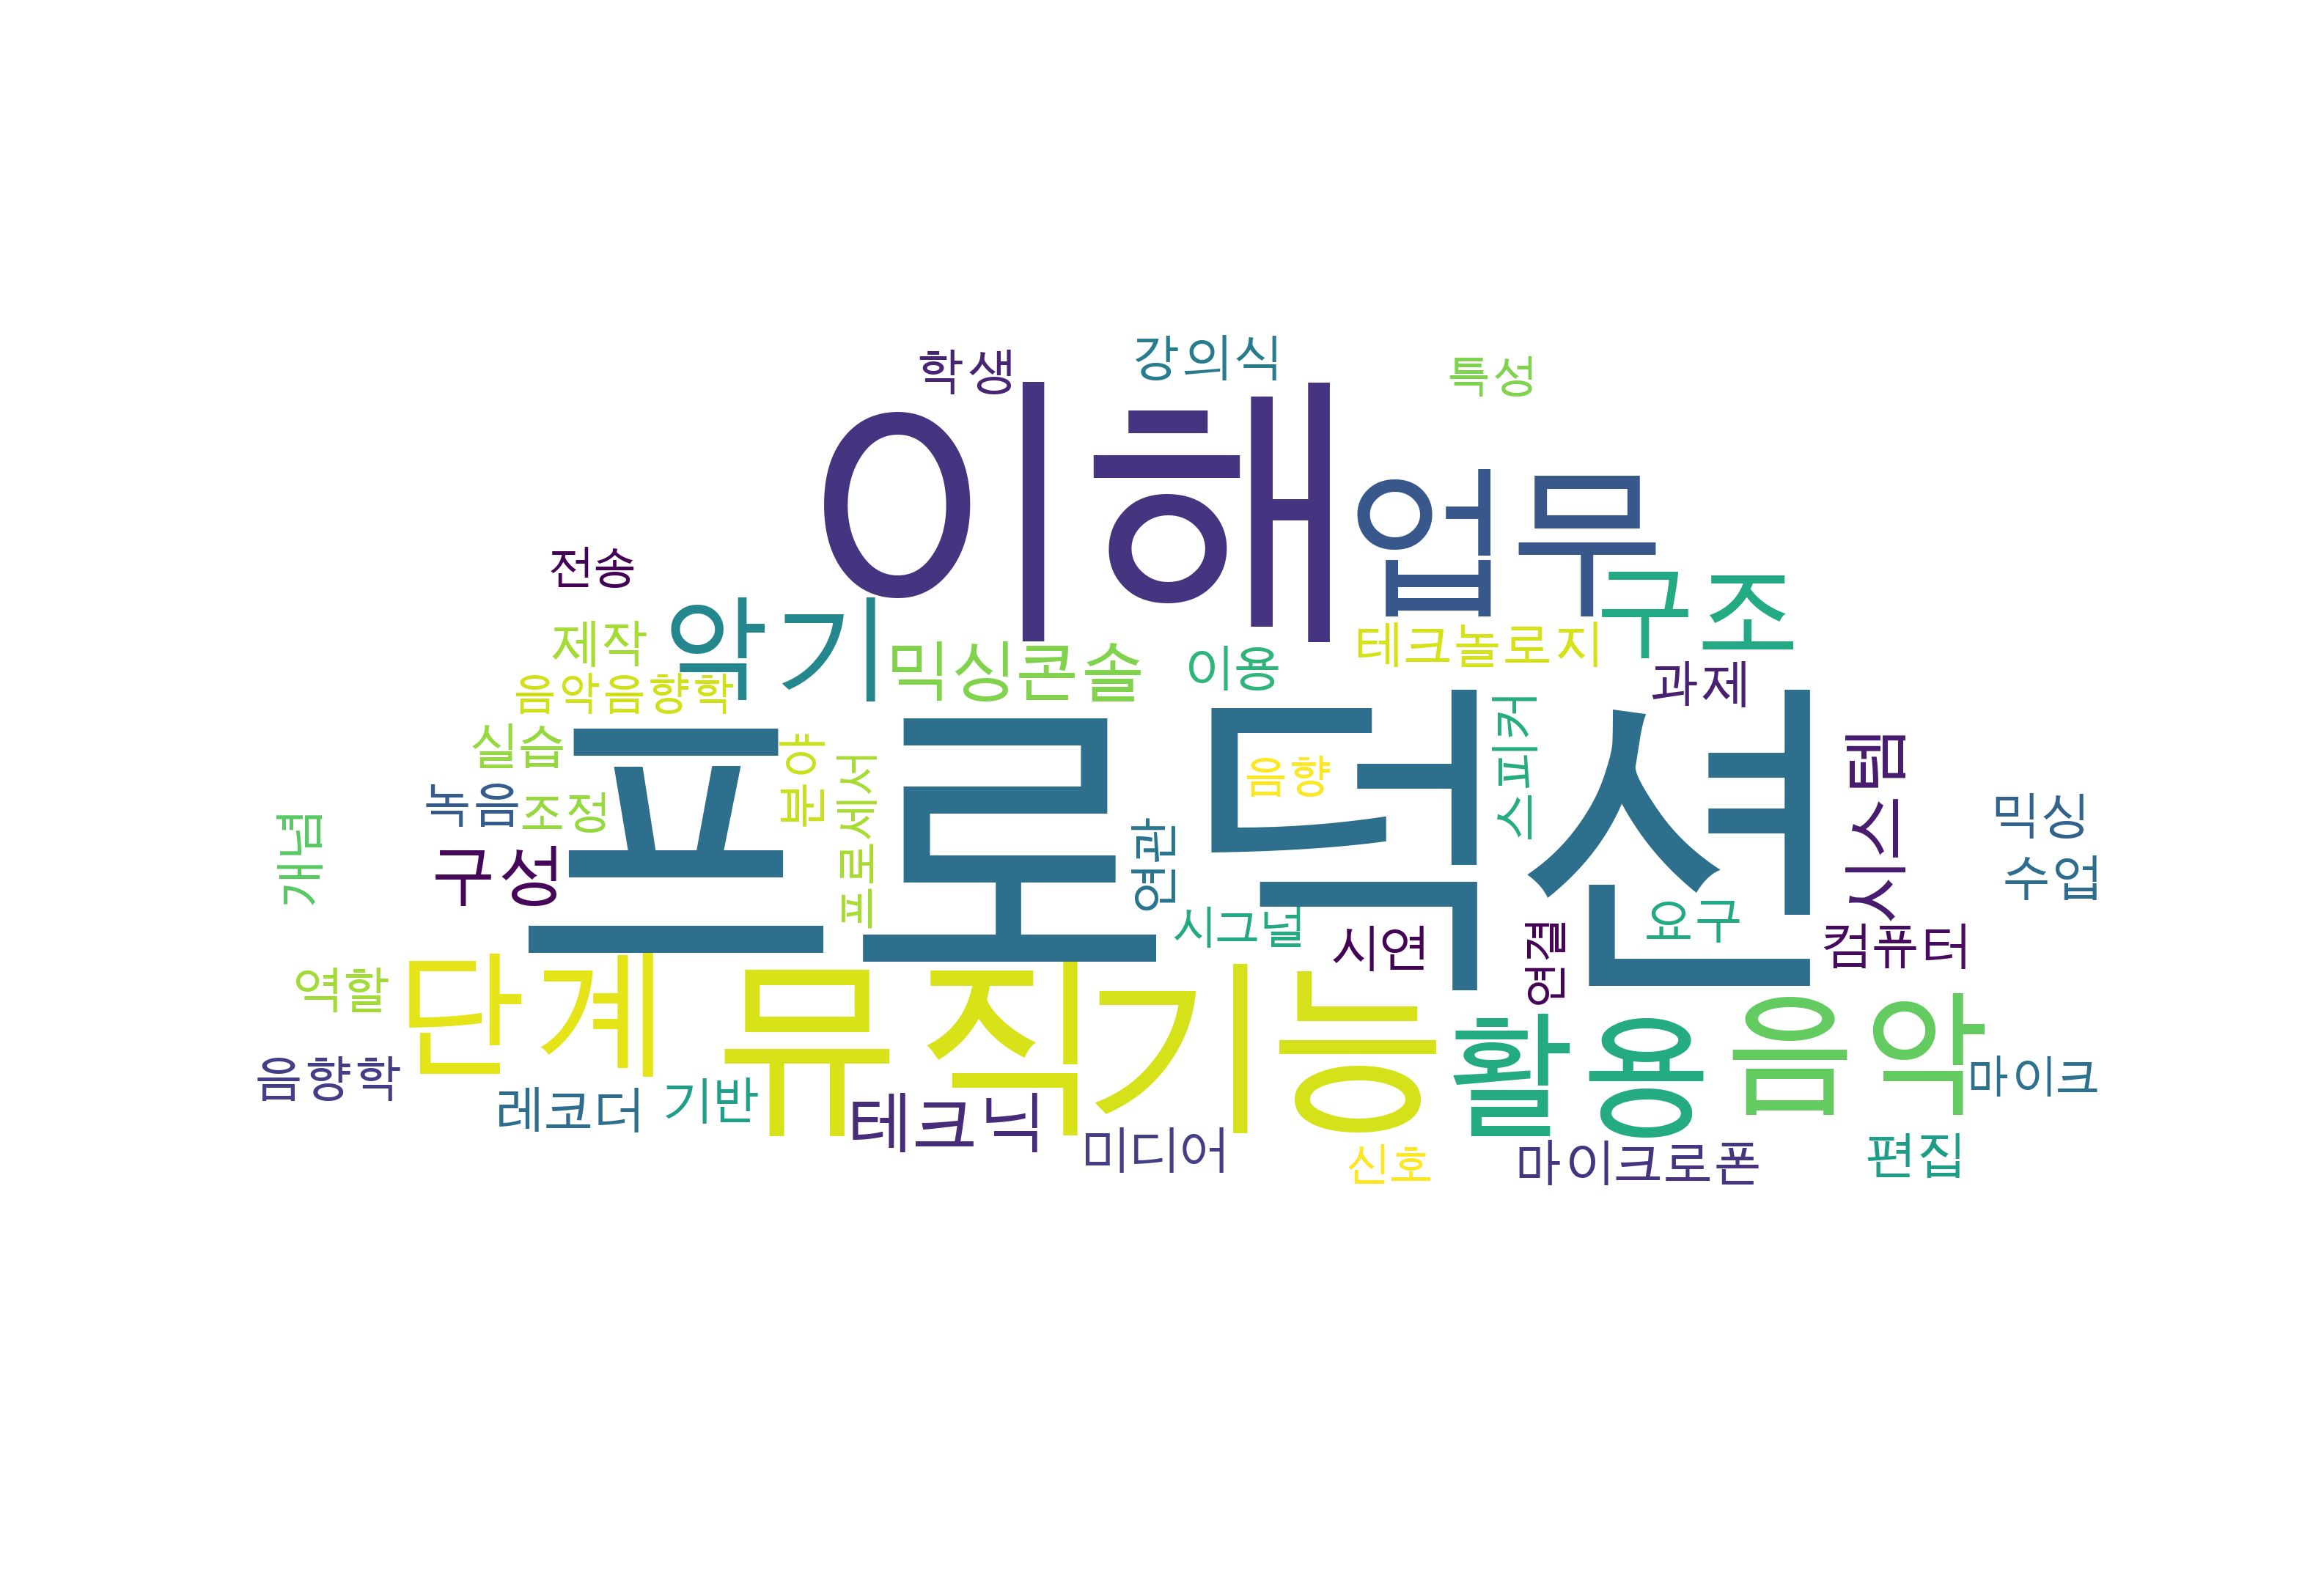 학생
강의식
특성
이해
업무
전송
구조
악기
제작
믹싱콘솔
이용
테크놀로지
과제
음악음향학
실습
프로덕션
분야
프로세서
음향
스피커
시스템
녹음
조정
믹싱
개념
구성
연관
수업
시그널
시연
연결
요구
컴퓨터
역할
단계
뮤직
기능
활용
음악
음향학
레코더
기반
테크닉
미디어
신호
마이크로폰
마이크
편집